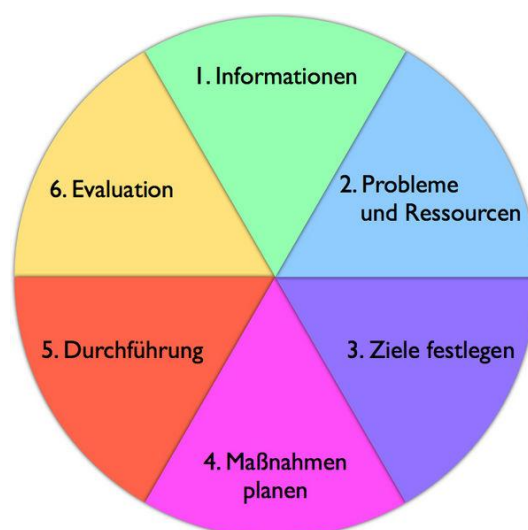 1. Informationen
2. Probleme
und Ressourcen
3. Ziele festlegen
4. Maßnahmen
planen
5. Durchführung
6. Evaluation